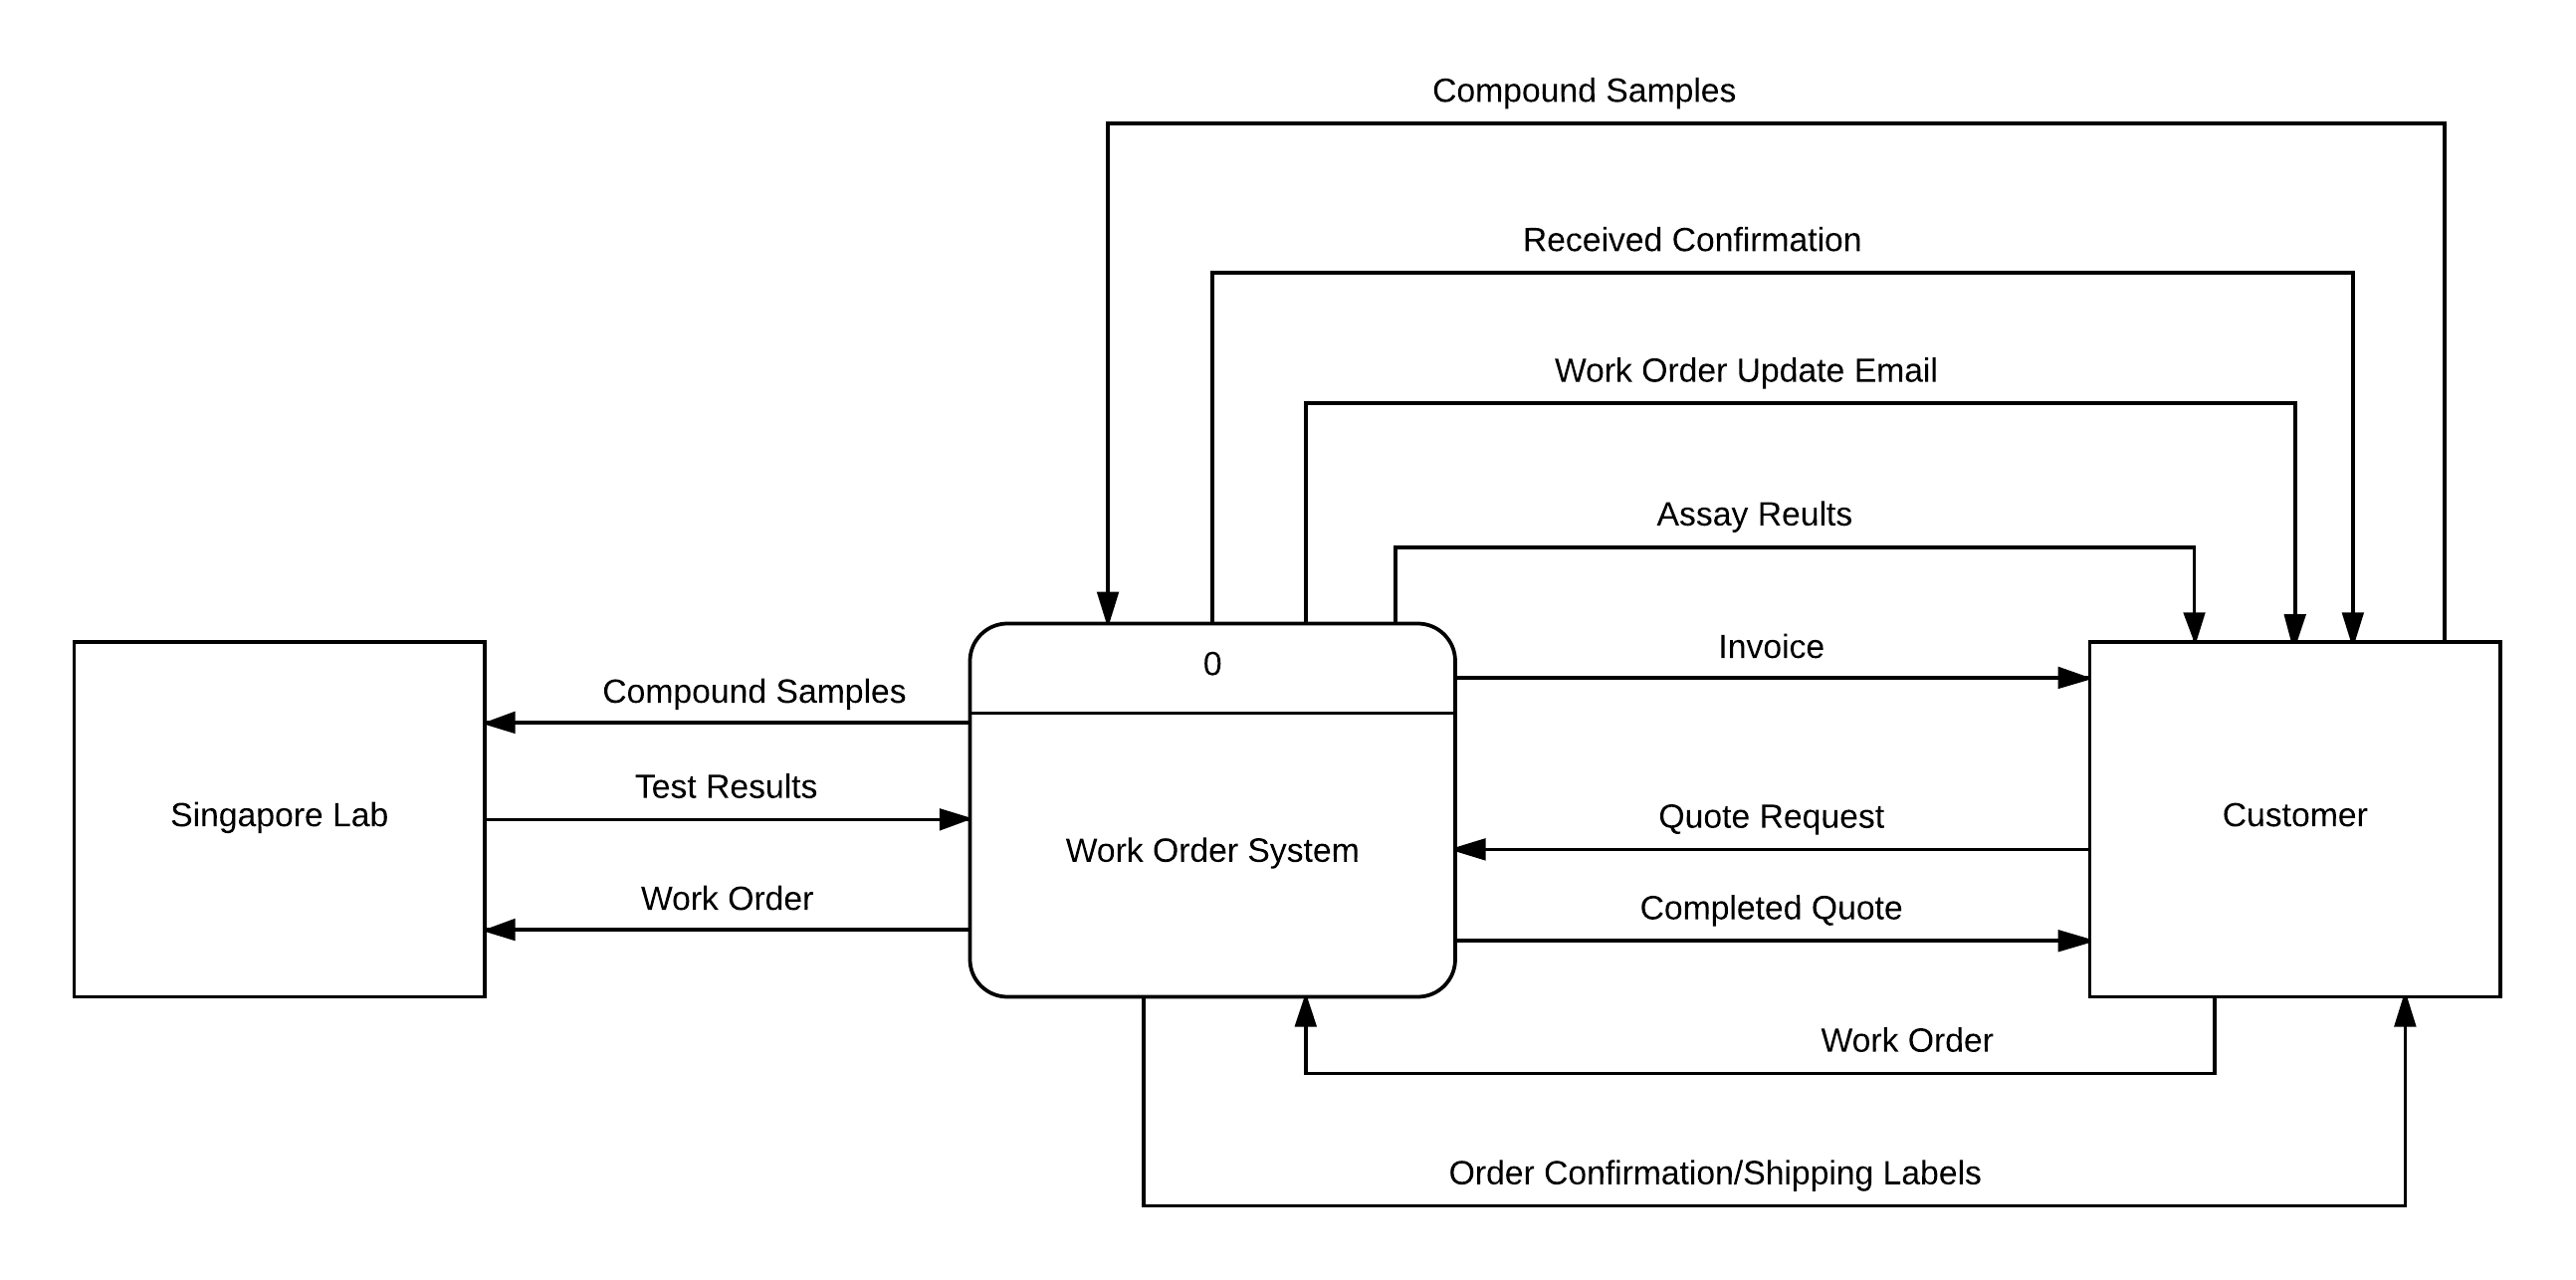 Compound Samples
Received Confirmation
Work Order Update Email
Assay Reults
Invoice
0
Compound Samples
Test Results
Singapore Lab
Work Order System
Quote Request
Customer
Work Order
Completed Quote
Work Order
Order Confirmation/Shipping Labels